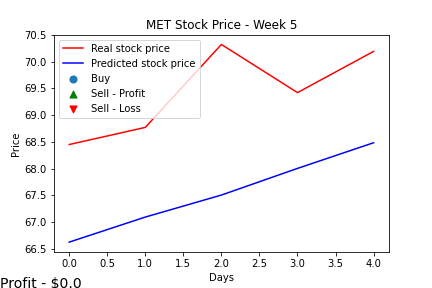 MET Stock Price - Week 5
70.5
70.0
69.5
69.0
68.5
68.0
67.5
67.0
66.5
Price
Real stock price
Predicted stock price
Buy
Sell - Profit
Sell - Loss
0.0 0.5 1.0 1.5 2.0 2.5 3.0 3.5 4.0
Days
Profit - $0.0